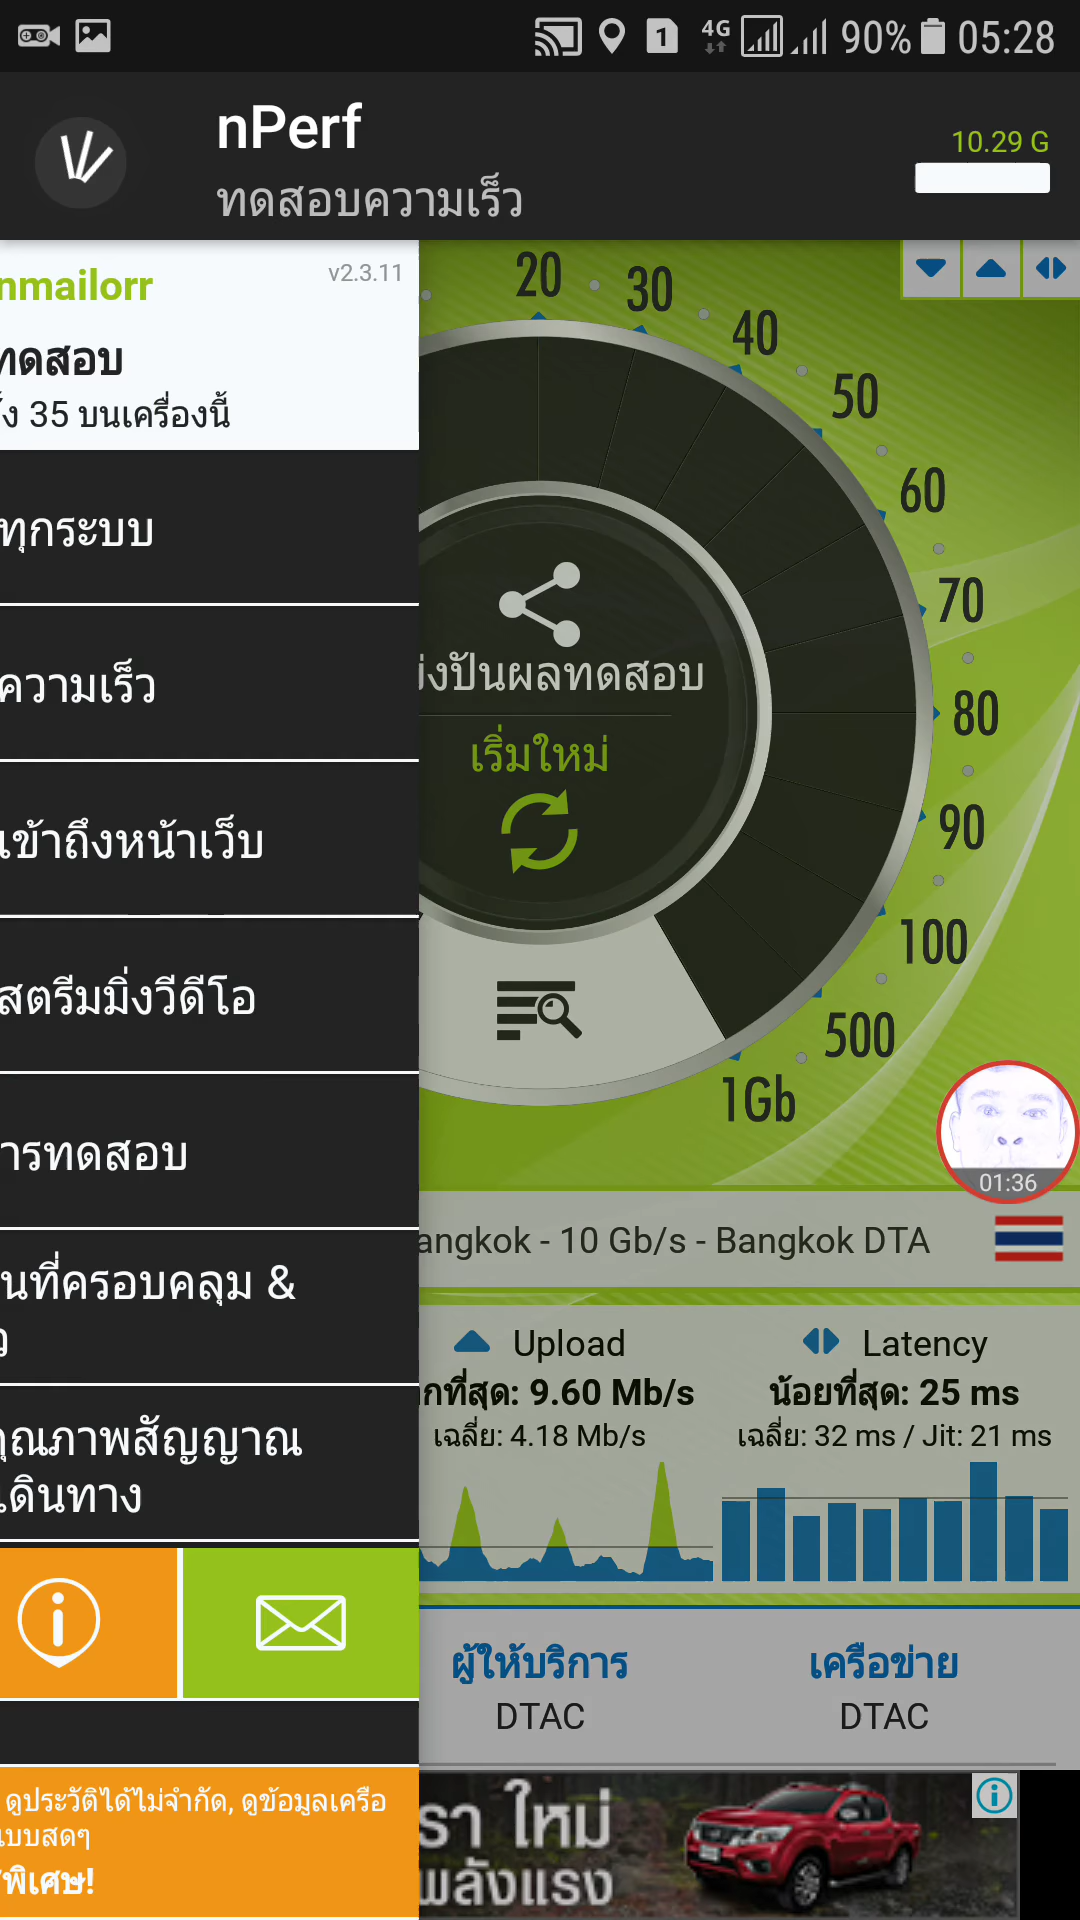 1 4G 90% 05:28
nPerf
ทดสอบความเร็ว
10.29 G
nmailorr v2.3.11
ทดสอบ
35 บนเครื่องนี้
ทุกระบบ
ความเร็ว
เข้าถึงหน้าเว็บ
สตรีมมิ่งวีดีโอ
ารทดสอบ
นที่ครอบคลุม &
ว
คุณภาพสัญญาณ
เดินทาง
ดูประวัติได้ไม่จำกัด, ดูข้อมูลเครือ
แบบสดๆ
พิเศษ!
20
30
40
50
60
70
80
90
100
500
1Gb
งปันผลทดสอบ
เริ่มใหม่
01:36
angkok - 10 Gb/s - Bangkok DTA
Upload Latency
กที่สุด: 9.60 Mb/s น้อยที่สุด: 25 ms
เฉลี่ย: 4.18 Mb/s เฉลี่ย: 32 ms / Jit: 21 ms
ผู้ให้บริการ เครือข่าย
DTAC DTAC
รา ใหม่
พลังแรง